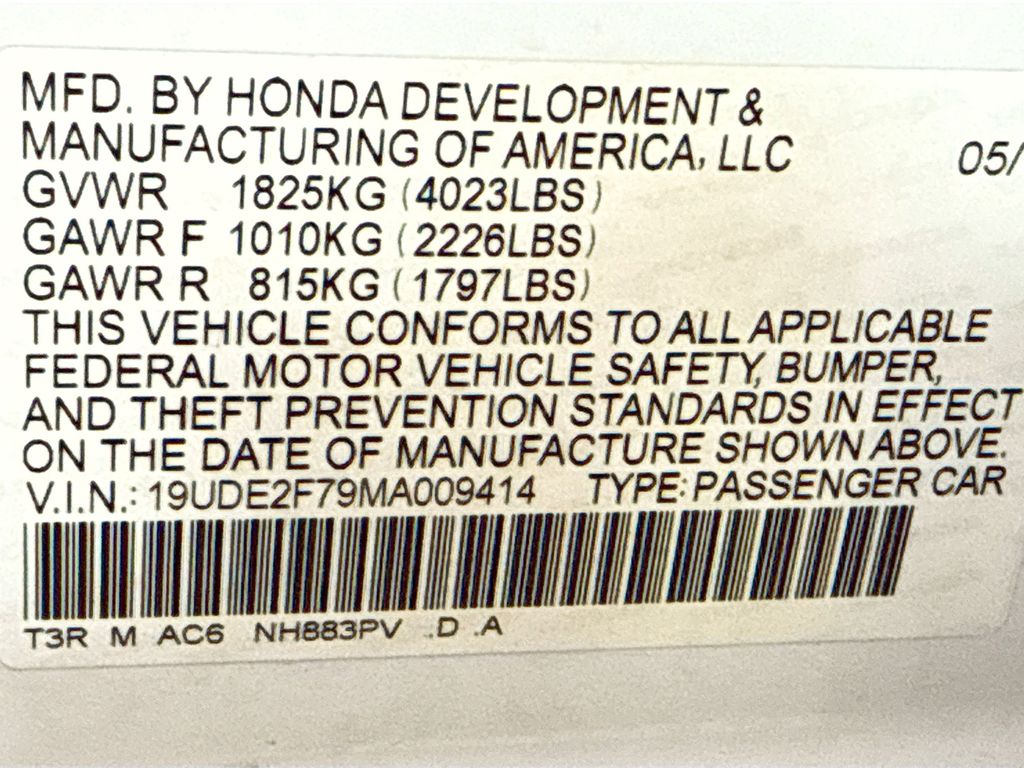 MFD. BY HONDA DEVELOPMENT &
MANUFACTURING OF AMERICA, LLC 05/
GVWR 1825KG (4023LBS)
GAWR F 1010KG (2226LBS)
GAWR R 815KG (1797LBS)
THIS VEHICLE CONFORMS TO ALL APPLICABLE
FEDERAL MOTOR VEHICLE SAFETY, BUMPER,
AND THEFT PREVENTION STANDARDS IN EFFECT
ON THE DATE OF MANUFACTURE SHOWN ABOVE.
V.I.N.: 19UDE2F79MA009414 TYPE: PASSENGER CAR
T3R M AC6 NH883PV .D .A